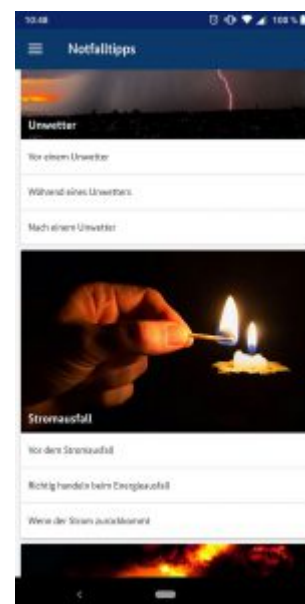 10:48
100 %
Notfalltipps
Unwetter
Vor einem Unwetter
Während eines Unwetters
Nach einem Unwetter
Stromausfall
Vor dem Stromausfall
Richtig handeln beim Energieausfall
Wenn der Strom zurückkommt